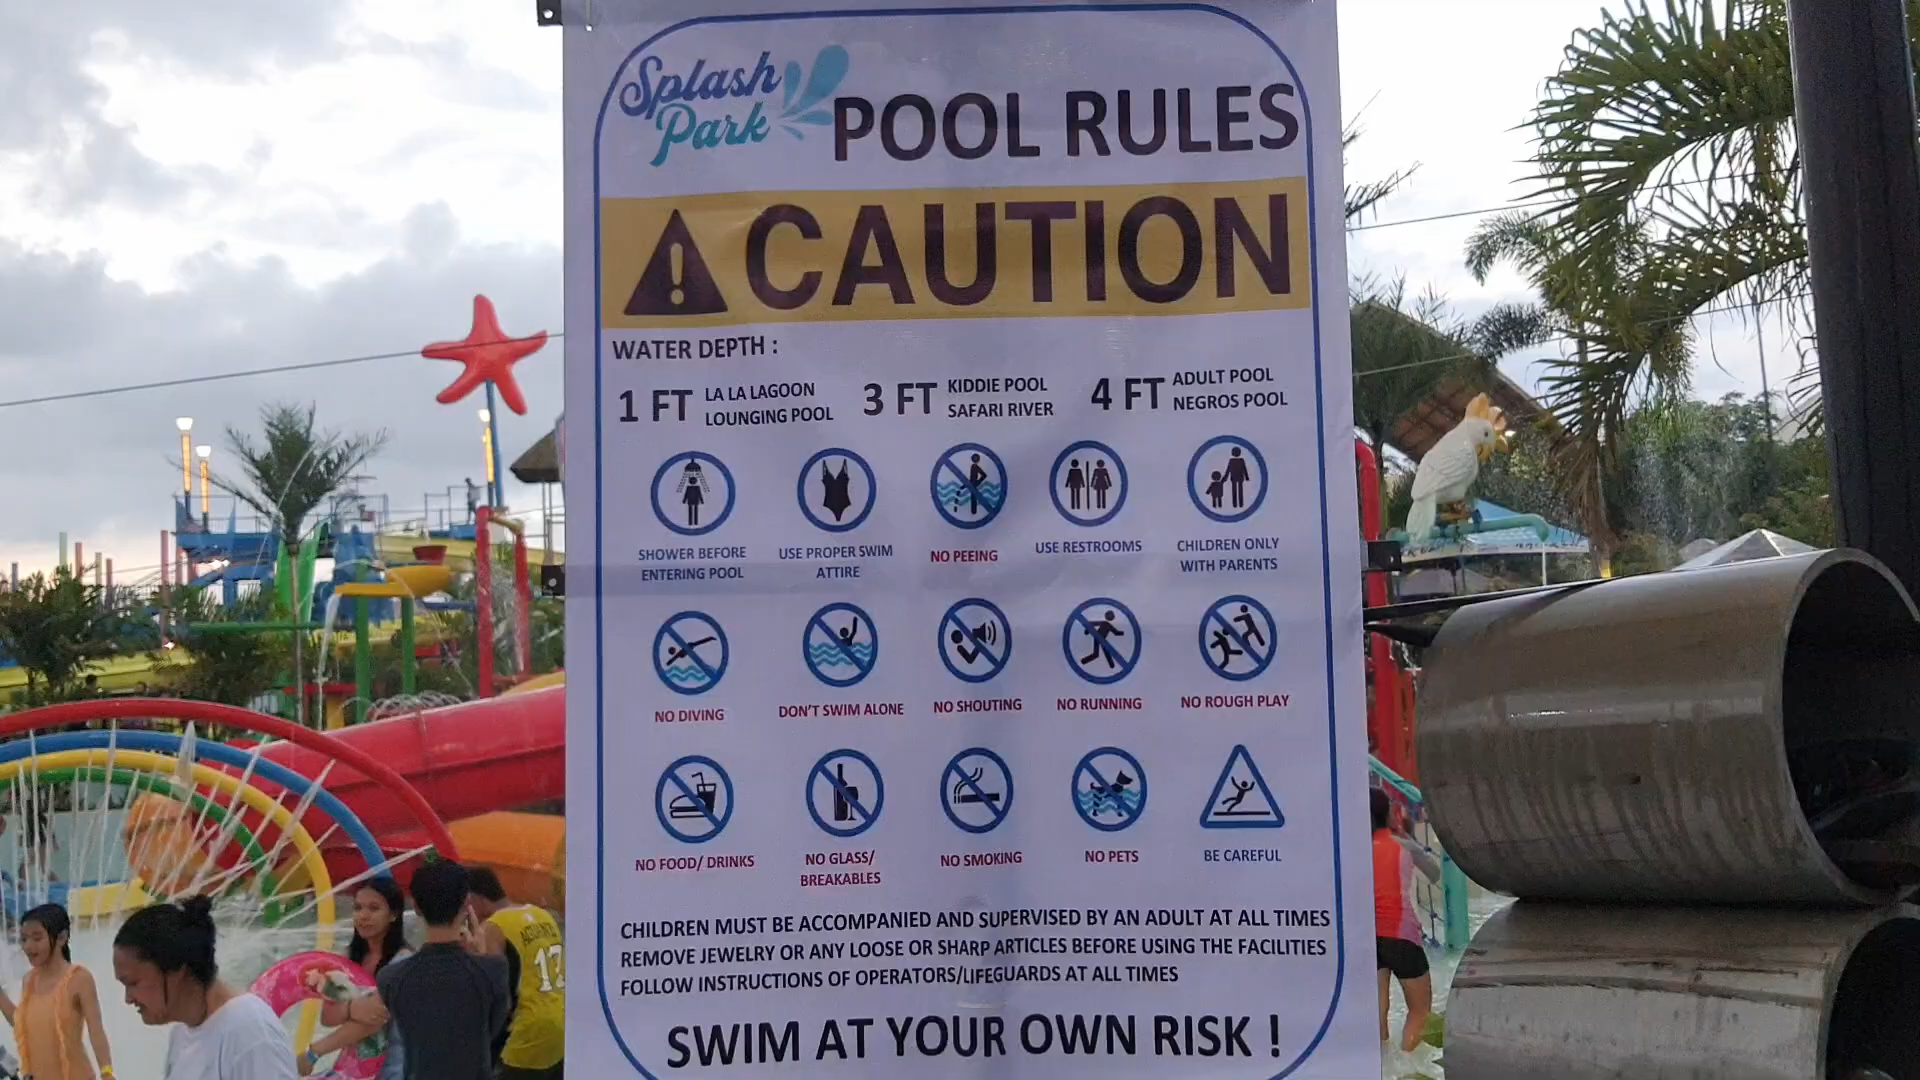 Splash
Park
POOL RULES
CAUTION
WATER DEPTH :
1 FT LA LA LAGOON
LOUNGING POOL
3 FT KIDDIE POOL
SAFARI RIVER
4 FT ADULT POOL
NEGROS POOL
SHOWER BEFORE
ENTERING POOL
USE PROPER SWIM
ATTIRE
NO PEEING
USE RESTROOMS
CHILDREN ONLY
WITH PARENTS
NO DIVING
DON'T SWIM ALONE
NO SHOUTING
NO RUNNING
NO ROUGH PLAY
NO FOOD/ DRINKS
NO GLASS/
BREAKABLES
NO SMOKING
NO PETS
BE CAREFUL
CHILDREN MUST BE ACCOMPANIED AND SUPERVISED BY AN ADULT AT ALL TIMES
REMOVE JEWELRY OR ANY LOOSE OR SHARP ARTICLES BEFORE USING THE FACILITIES
FOLLOW INSTRUCTIONS OF OPERATORS/LIFEGUARDS AT ALL TIMES
SWIM AT YOUR OWN RISK !